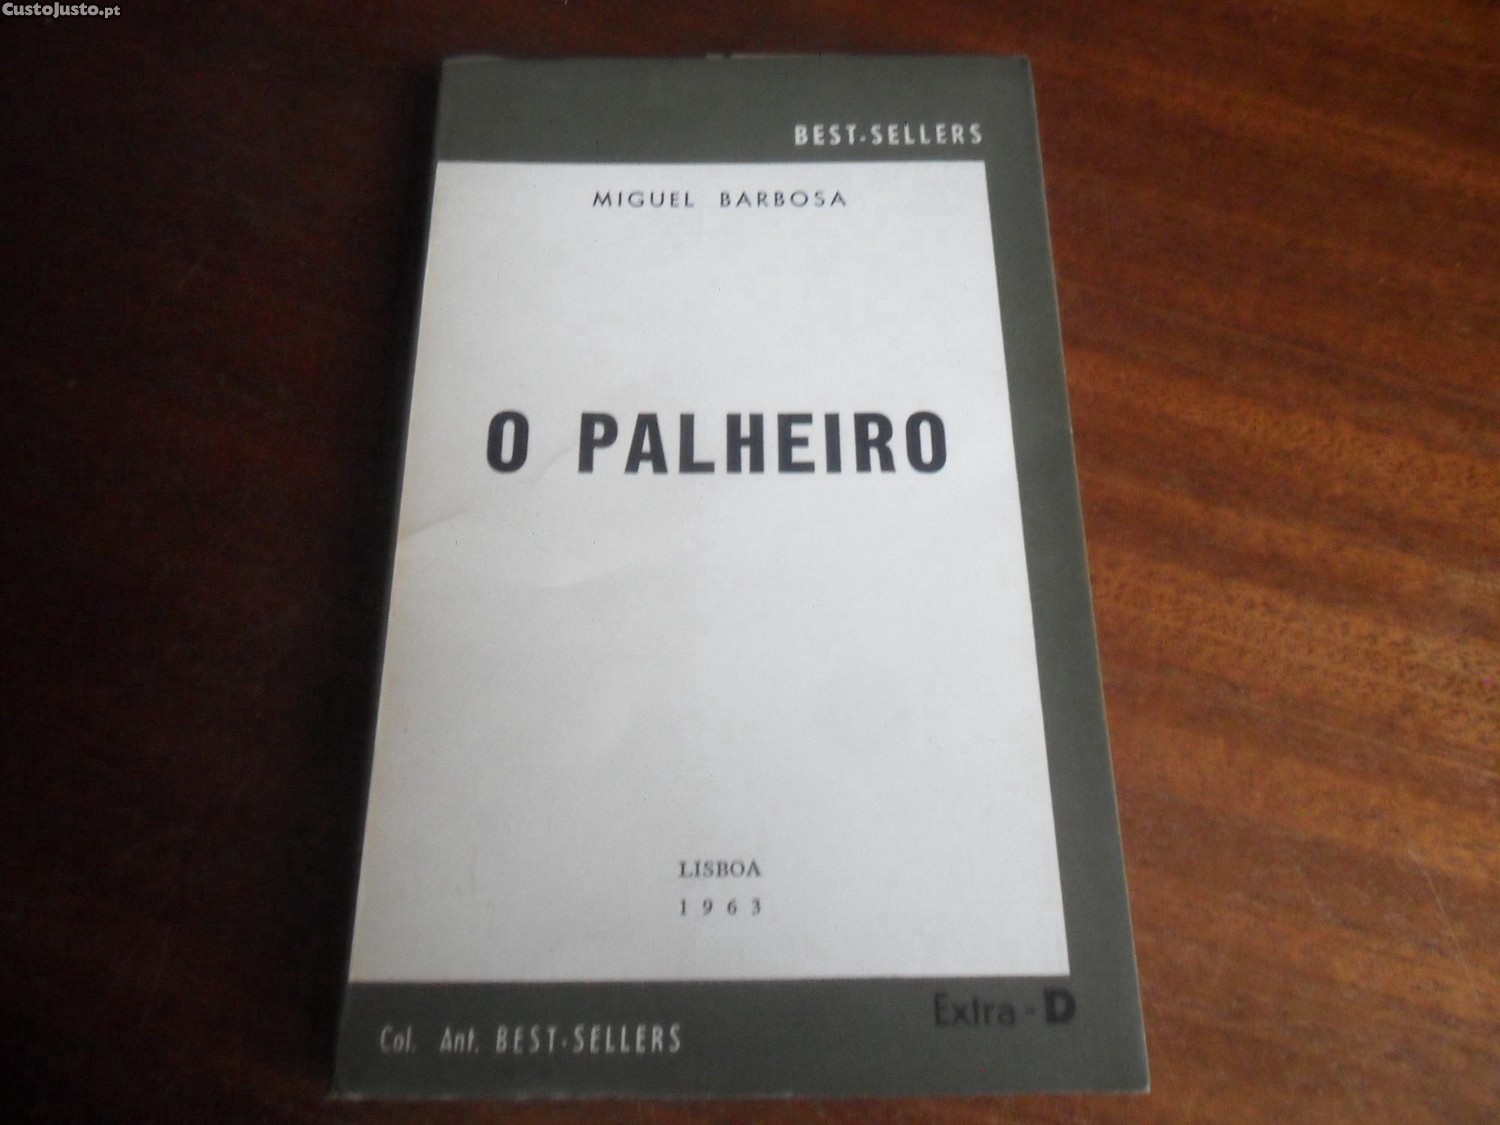 CustoJusto.pt
BEST-SELLERS
MIGUEL BARBOSA
O PALHEIRO
LISBOA
1963
Extra - D
Col. Ant. BEST-SELLERS